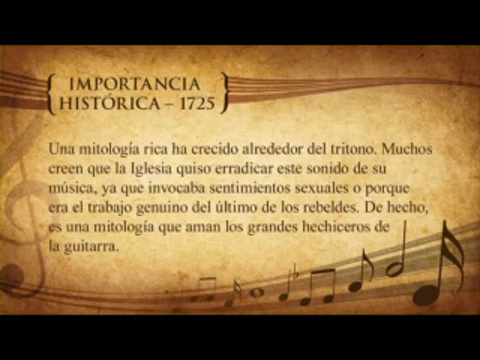 IMPORTANCIA
HISTÓRICA – 1725
Una mitología rica ha crecido alrededor del tritono. Muchos
creen que la Iglesia quiso erradicar este sonido de su
música, ya que invocaba sentimientos sexuales o porque
era el trabajo genuino del último de los rebeldes. De hecho,
es una mitología que aman los grandes hechiceros de
la guitarra.